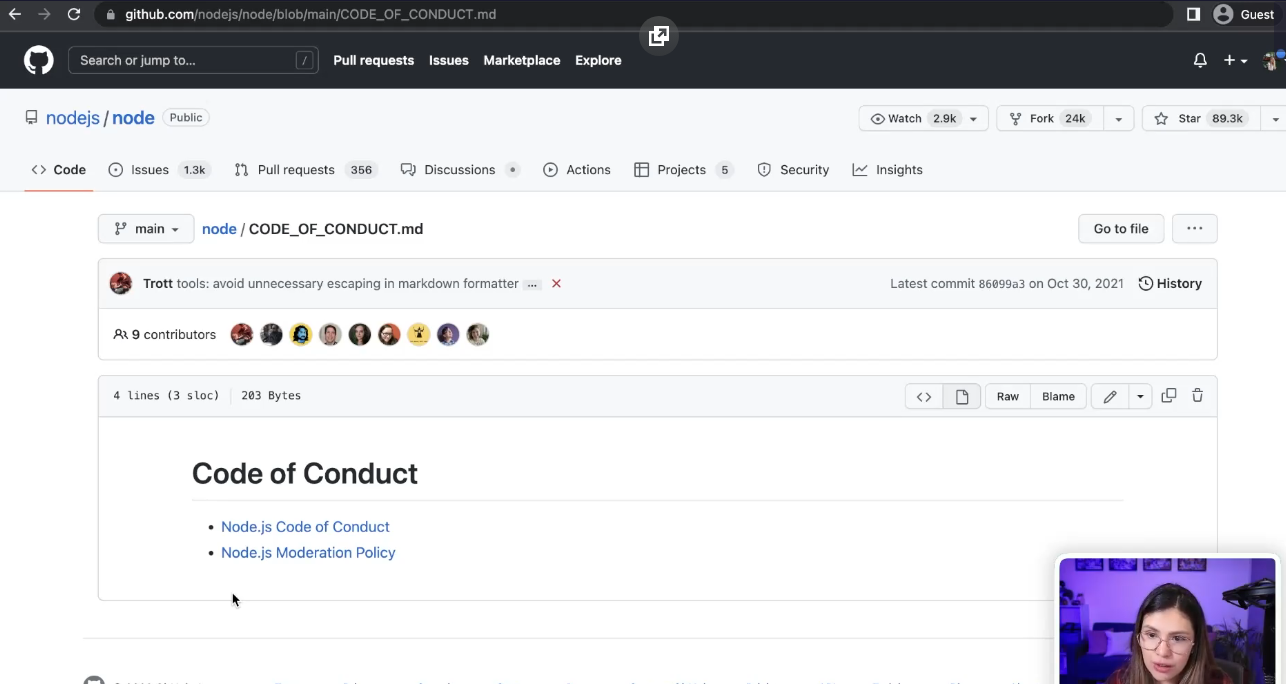 github.com/nodejs/node/blob/main/CODE_OF_CONDUCT.md
Guest
Search or jump to...
/
Pull requests
Issues
Marketplace
Explore
nodejs / node
Public
Watch 2.9k
Fork 24k
Star 89.3k
Code
Issues 1.3k
Pull requests 356
Discussions
Actions
Projects 5
Security
Insights
main
node / CODE_OF_CONDUCT.md
Go to file
...
Trott tools: avoid unnecessary escaping in markdown formatter ...
Latest commit 86099a3 on Oct 30, 2021
History
9 contributors
4 lines (3 sloc)
203 Bytes
Raw
Blame
Code of Conduct
• Node.js Code of Conduct
• Node.js Moderation Policy